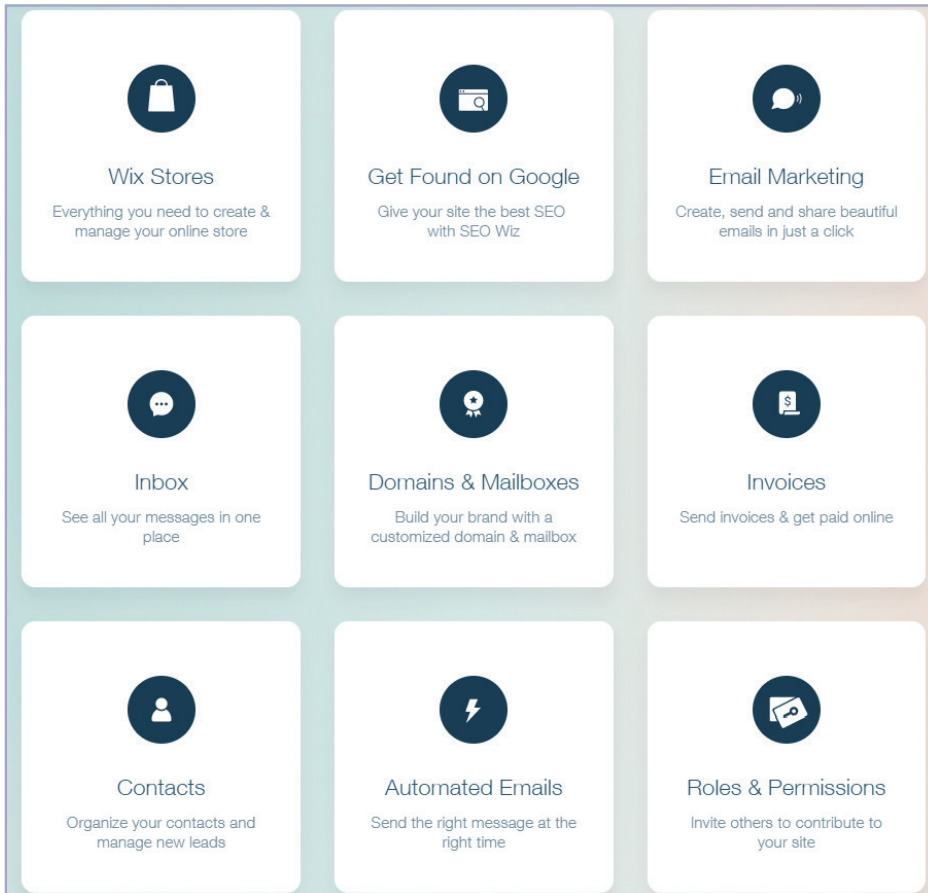 Wix Stores
Everything you need to create &
manage your online store
Get Found on Google
Give your site the best SEO
with SEO Wiz
Email Marketing
Create, send and share beautiful
emails in just a click
Inbox
See all your messages in one
place
Domains & Mailboxes
Build your brand with a
customized domain & mailbox
Invoices
Send invoices & get paid online
Contacts
Organize your contacts and
manage new leads
Automated Emails
Send the right message at the
right time
Roles & Permissions
Invite others to contribute to
your site